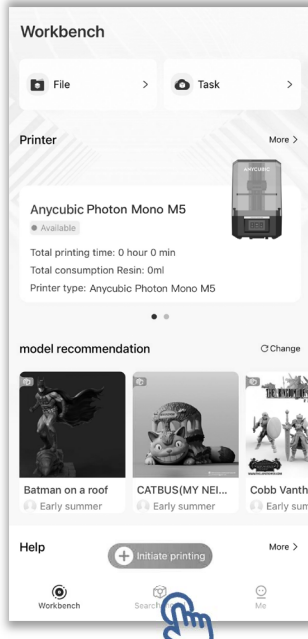 Workbench
File > Task >
Printer More >
ANYCUBIC
Anycubic Photon Mono M5
Available
Total printing time: 0 hour 0 min
Total consumption Resin: 0ml
Printer type: Anycubic Photon Mono M5
model recommendation Change
Batman on a roof CATBUS(MY NEI... Cobb Vanth
Early summer Early summer Early sum
Help More >
Initiate printing
Workbench Search Me